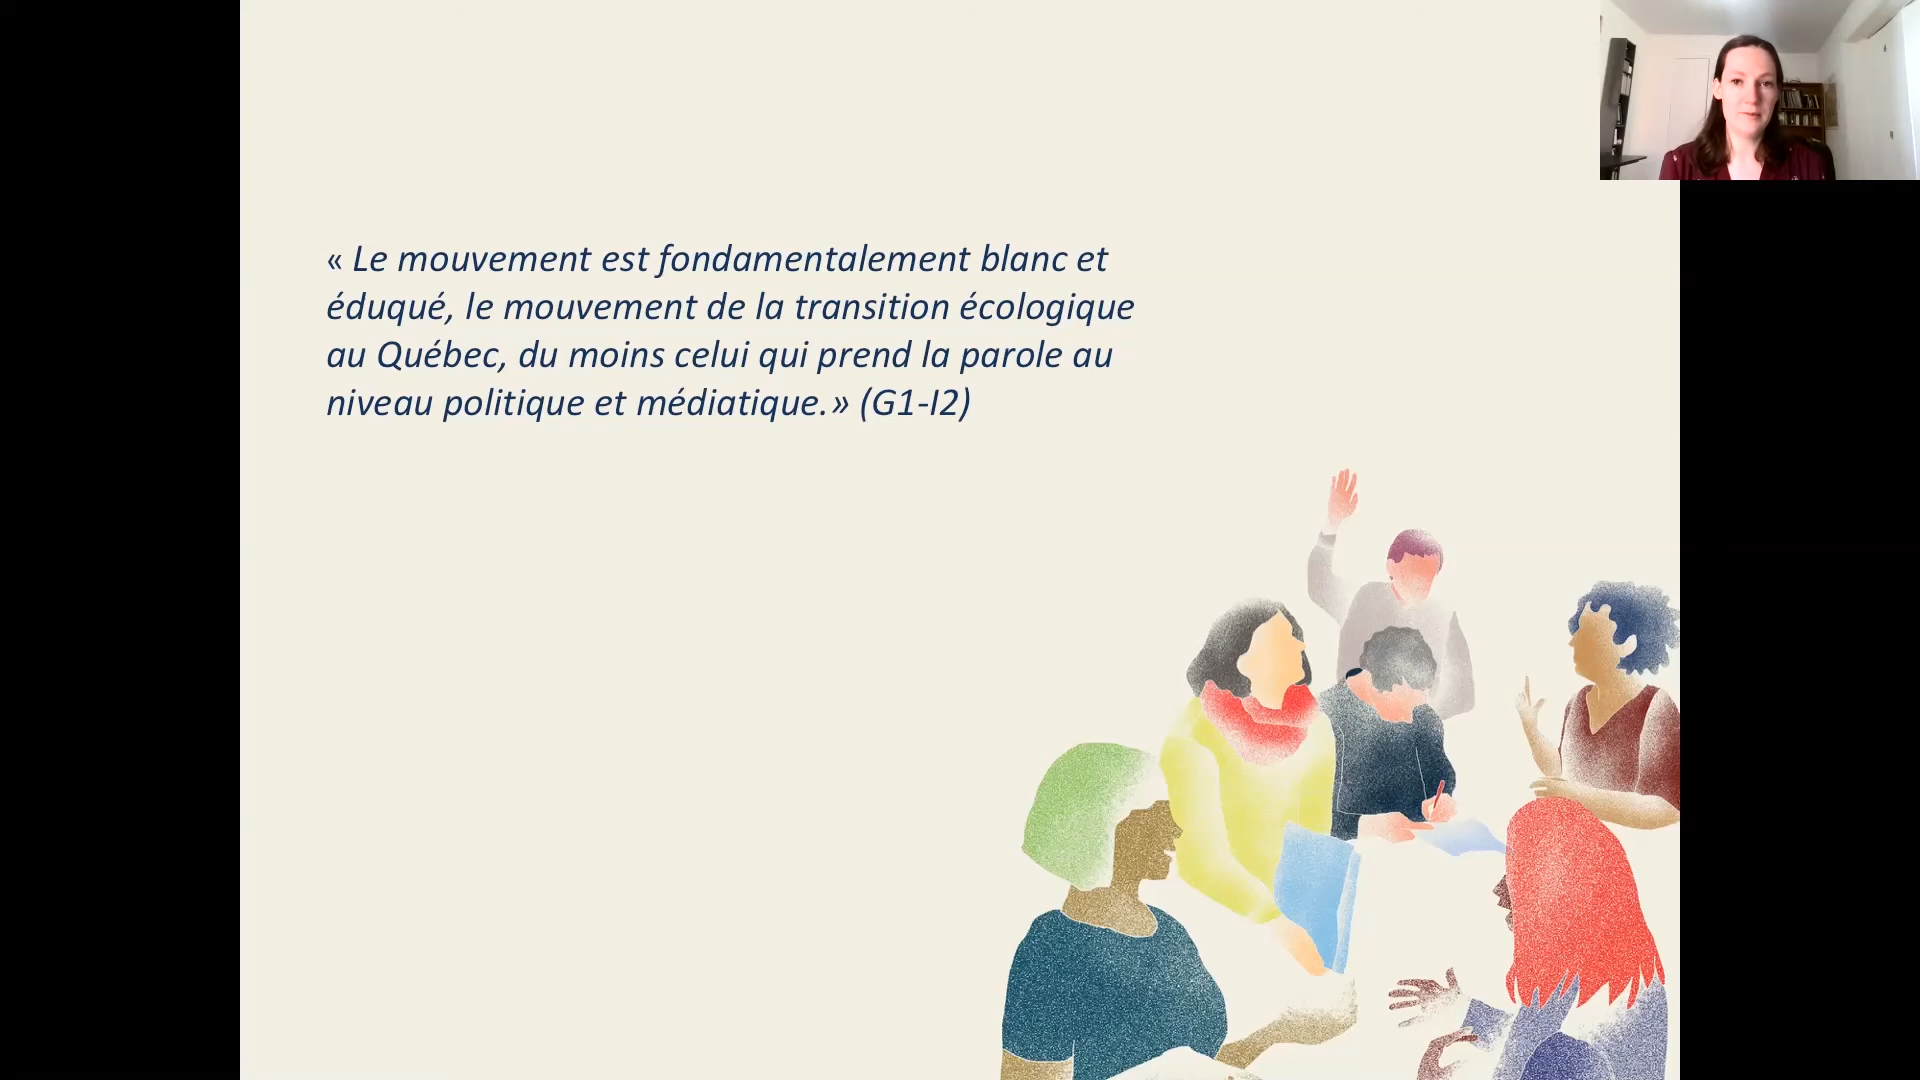 « Le mouvement est fondamentalement blanc et
éduqué, le mouvement de la transition écologique
au Québec, du moins celui qui prend la parole au
niveau politique et médiatique.» (G1-I2)